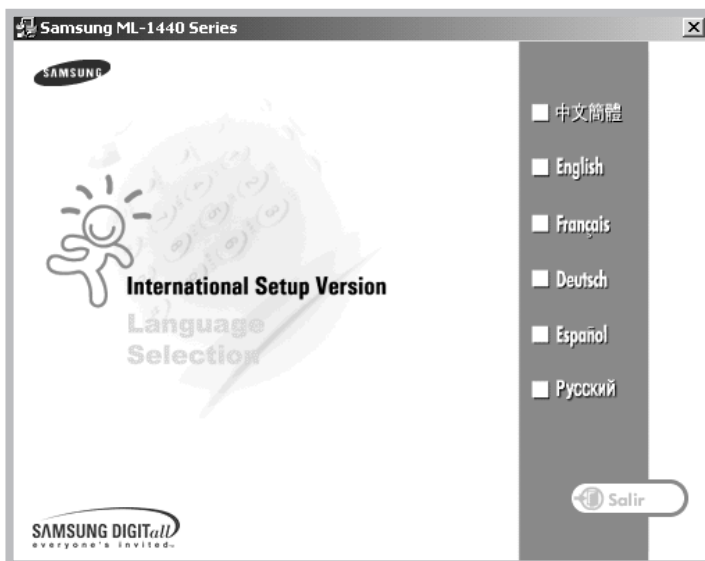 Samsung ML-1440 Series
SAMSUNG
中文簡體
English
Français
Deutsch
Español
Русский
International Setup Version
Language
Selection
Salir
SAMSUNG DIGITall
everyone's invited™